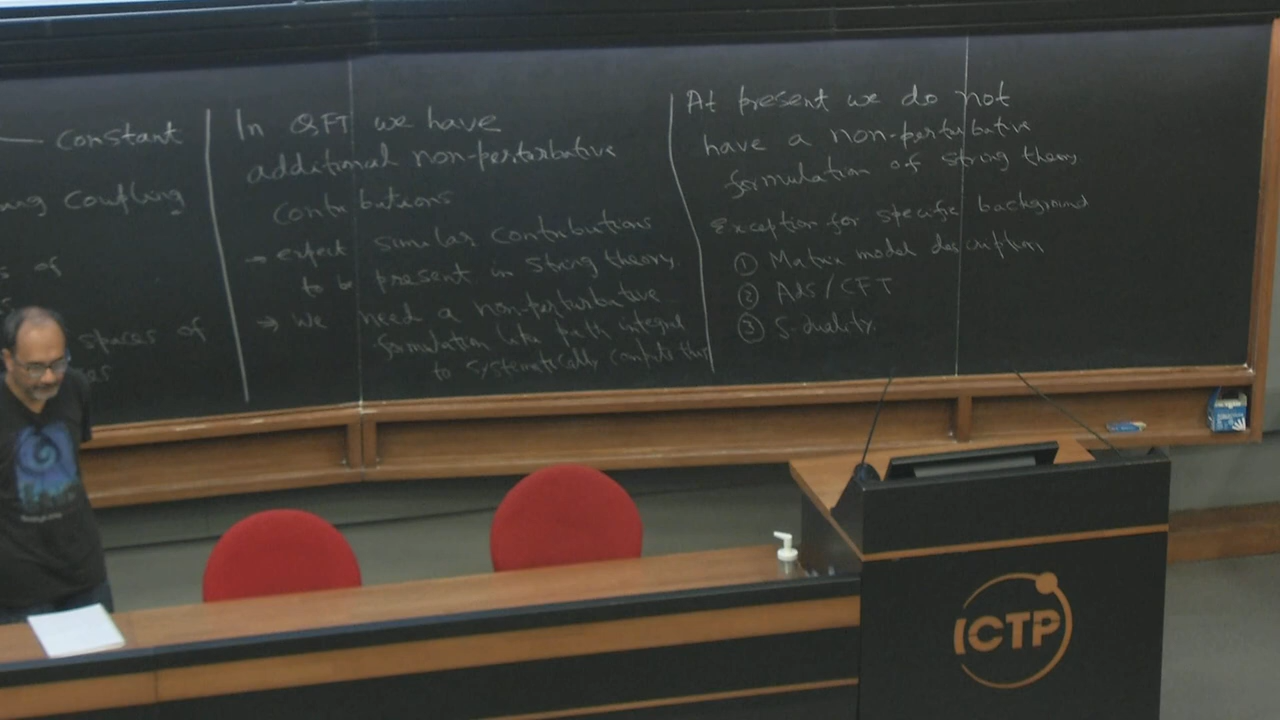 constant
coupling
s of
spaces of
In QFT we have
additional non-perturbative
contributions
→ expect similar contributions
to be present in string theory.
⇒ We need a non-perturbative
formulation like path integral
to systematically compute this
At present we do not
have a non-perturbative
formulation of string theory
Exception for specific background
① Matrix model description
② AdS/CFT
③ S-duality.
ICTP